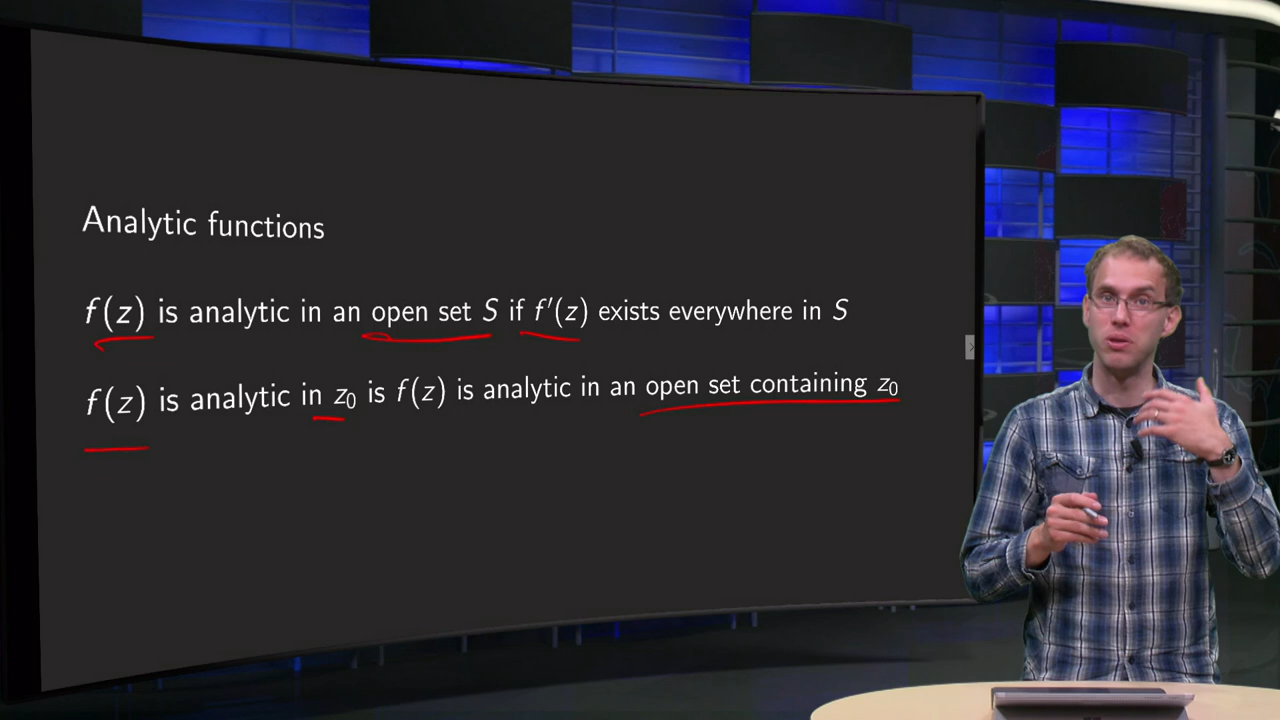 Analytic functions
f(z) is analytic in an open set S if f′(z) exists everywhere in S
f(z) is analytic in z₀ is f(z) is analytic in an open set containing z₀